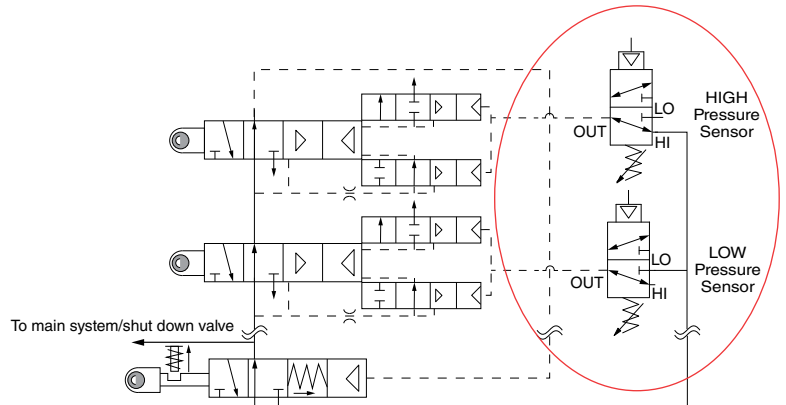 LO
HIGH
Pressure
Sensor
OUT
HI
LO
LOW
Pressure
Sensor
OUT
HI
To main system/shut down valve